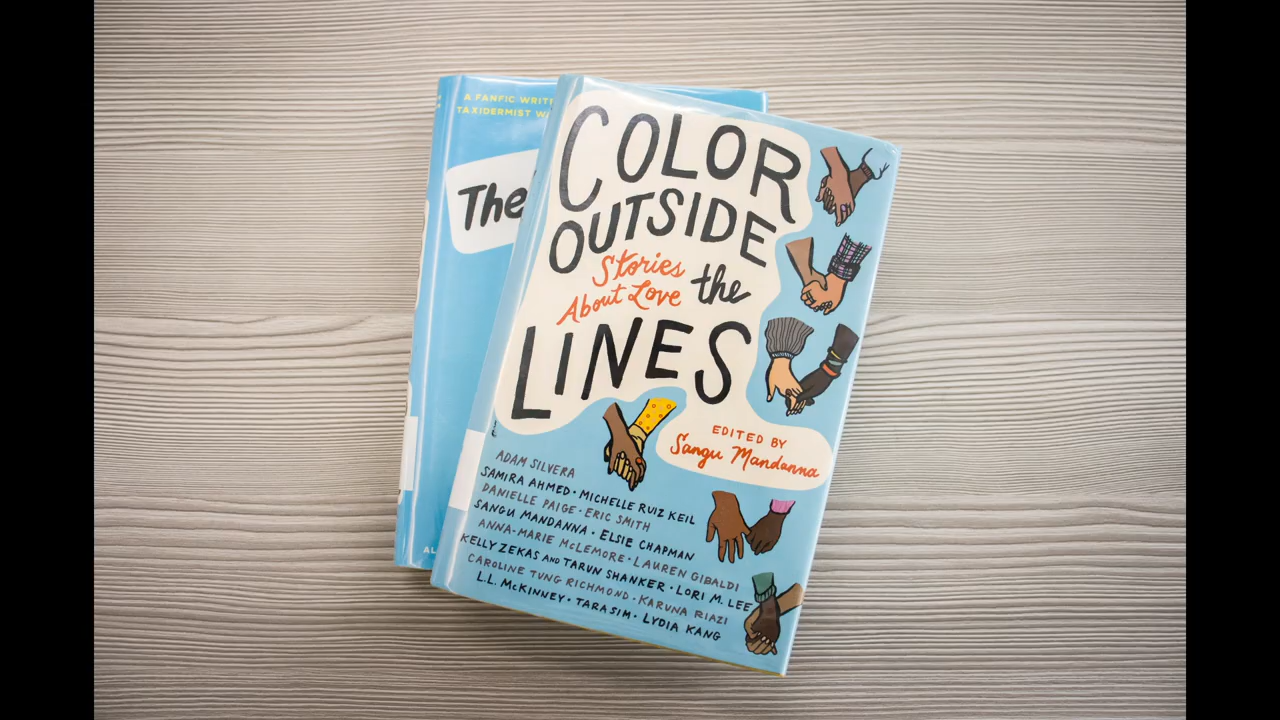 A FANFIC WRIT
TAXIDERMIST W
The
AL
COLOR
OUTSIDE
Stories
About Love
the
LINES
EDITED BY
Sangu Mandanna
ADAM SILVERA
SAMIRA AHMED · MICHELLE RUIZ KEIL
DANIELLE PAIGE · ERIC SMITH
SANGU MANDANNA · ELSIE CHAPMAN
ANNA-MARIE McLEMORE · LAUREN GIBALDI
KELLY ZEKAS AND TARUN SHANKER · LORI M. LEE
CAROLINE TUNG RICHMOND · KARUNA RIAZI
L.L. McKINNEY · TARA SIM · LYDIA KANG